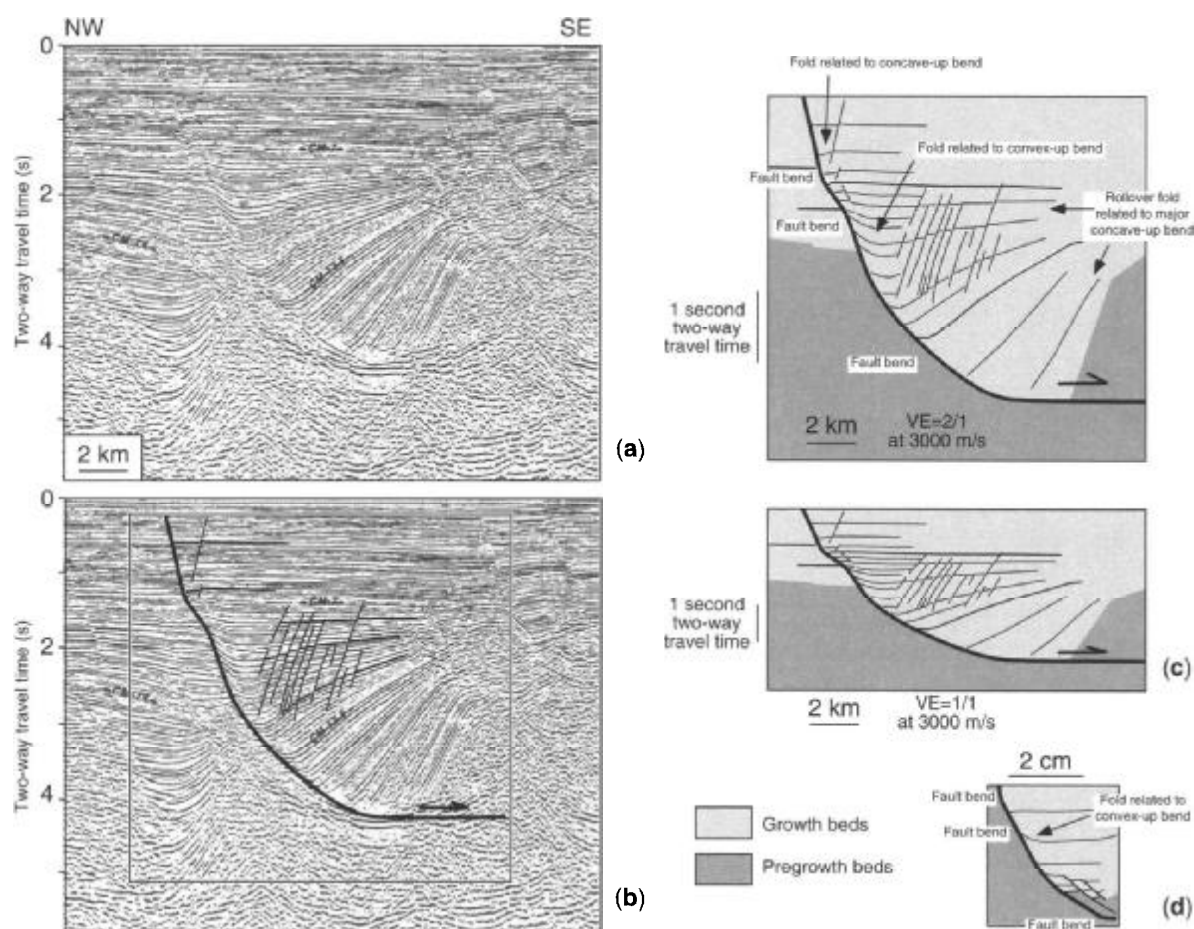 NW
SE
0
2
4
Two-way travel time (s)
2 km
(a)
Fold related to concave-up bend
Fold related to convex-up bend
Fault bend
Fault bend
Rollover fold
related to major
concave-up bend
1 second
two-way
travel time
Fault bend
2 km
VE=2/1
at 3000 m/s
0
2
4
Two-way travel time (s)
(b)
1 second
two-way
travel time
2 km
VE=1/1
at 3000 m/s
(c)
2 cm
Fault bend
Fold related to
convex-up bend
Fault bend
Fault bend
(d)
Growth beds
Pregrowth beds